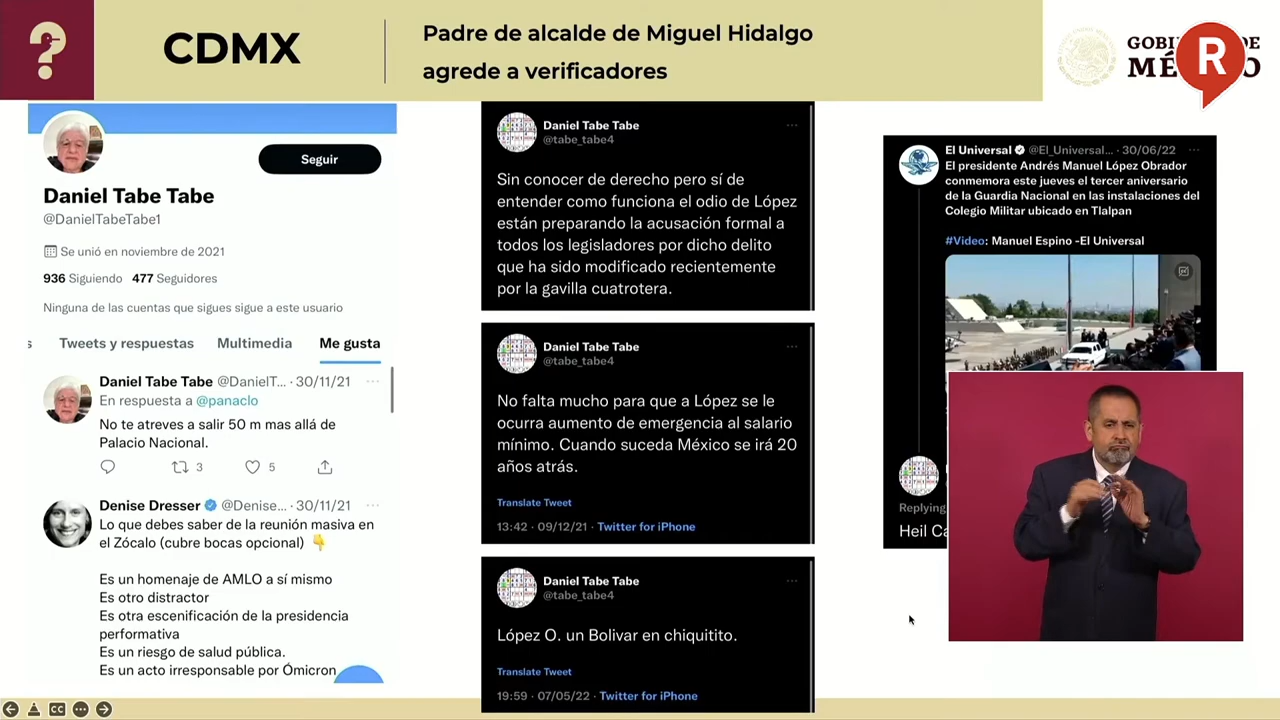 CDMX
Padre de alcalde de Miguel Hidalgo
agrede a verificadores
R
Seguir
Daniel Tabe Tabe
@DanielTabeTabe1
Se unió en noviembre de 2021
936 Siguiendo 477 Seguidores
Ninguna de las cuentas que sigues sigue a este usuario
s Tweets y respuestas Multimedia Me gusta
Daniel Tabe Tabe @DanielT... · 30/11/21
En respuesta a @panaclo
No te atreves a salir 50 m mas allá de
Palacio Nacional.
3 5
Denise Dresser @Denise... · 30/11/21
Lo que debes saber de la reunión masiva en
el Zócalo (cubre bocas opcional) 👇
Es un homenaje de AMLO a sí mismo
Es otro distractor
Es otra escenificación de la presidencia
performativa
Es un riesgo de salud pública.
Es un acto irresponsable por Ómicron
Daniel Tabe Tabe
@tabe_tabe4
Sin conocer de derecho pero sí de
entender como funciona el odio de López
están preparando la acusación formal a
todos los legisladores por dicho delito
que ha sido modificado recientemente
por la gavilla cuatrotera.
Daniel Tabe Tabe
@tabe_tabe4
No falta mucho para que a López se le
ocurra aumento de emergencia al salario
mínimo. Cuando suceda México se irá 20
años atrás.
Translate Tweet
13:42 · 09/12/21 · Twitter for iPhone
Daniel Tabe Tabe
@tabe_tabe4
López O. un Bolivar en chiquitito.
Translate Tweet
19:59 · 07/05/22 · Twitter for iPhone
El Universal @El_Universal... · 30/06/22
El presidente Andrés Manuel López Obrador
conmemora este jueves el tercer aniversario
de la Guardia Nacional en las instalaciones del
Colegio Militar ubicado en Tlalpan
#Video: Manuel Espino -El Universal
Replying
Heil
CC